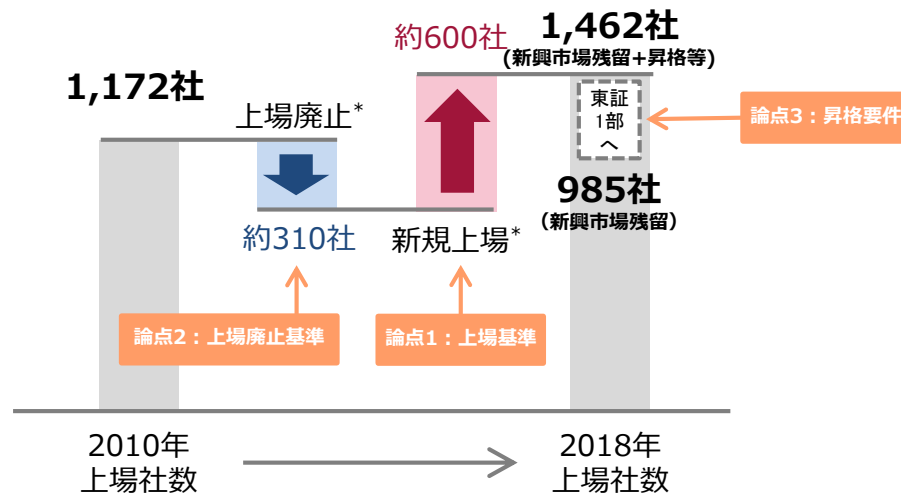 1,172社
上場廃止*
約310社
論点2：上場廃止基準
約600社
新規上場*
論点1：上場基準
1,462社
(新興市場残留+昇格等)
東証
1部
へ
論点3：昇格要件
985社
(新興市場残留)
2010年
上場社数
2018年
上場社数